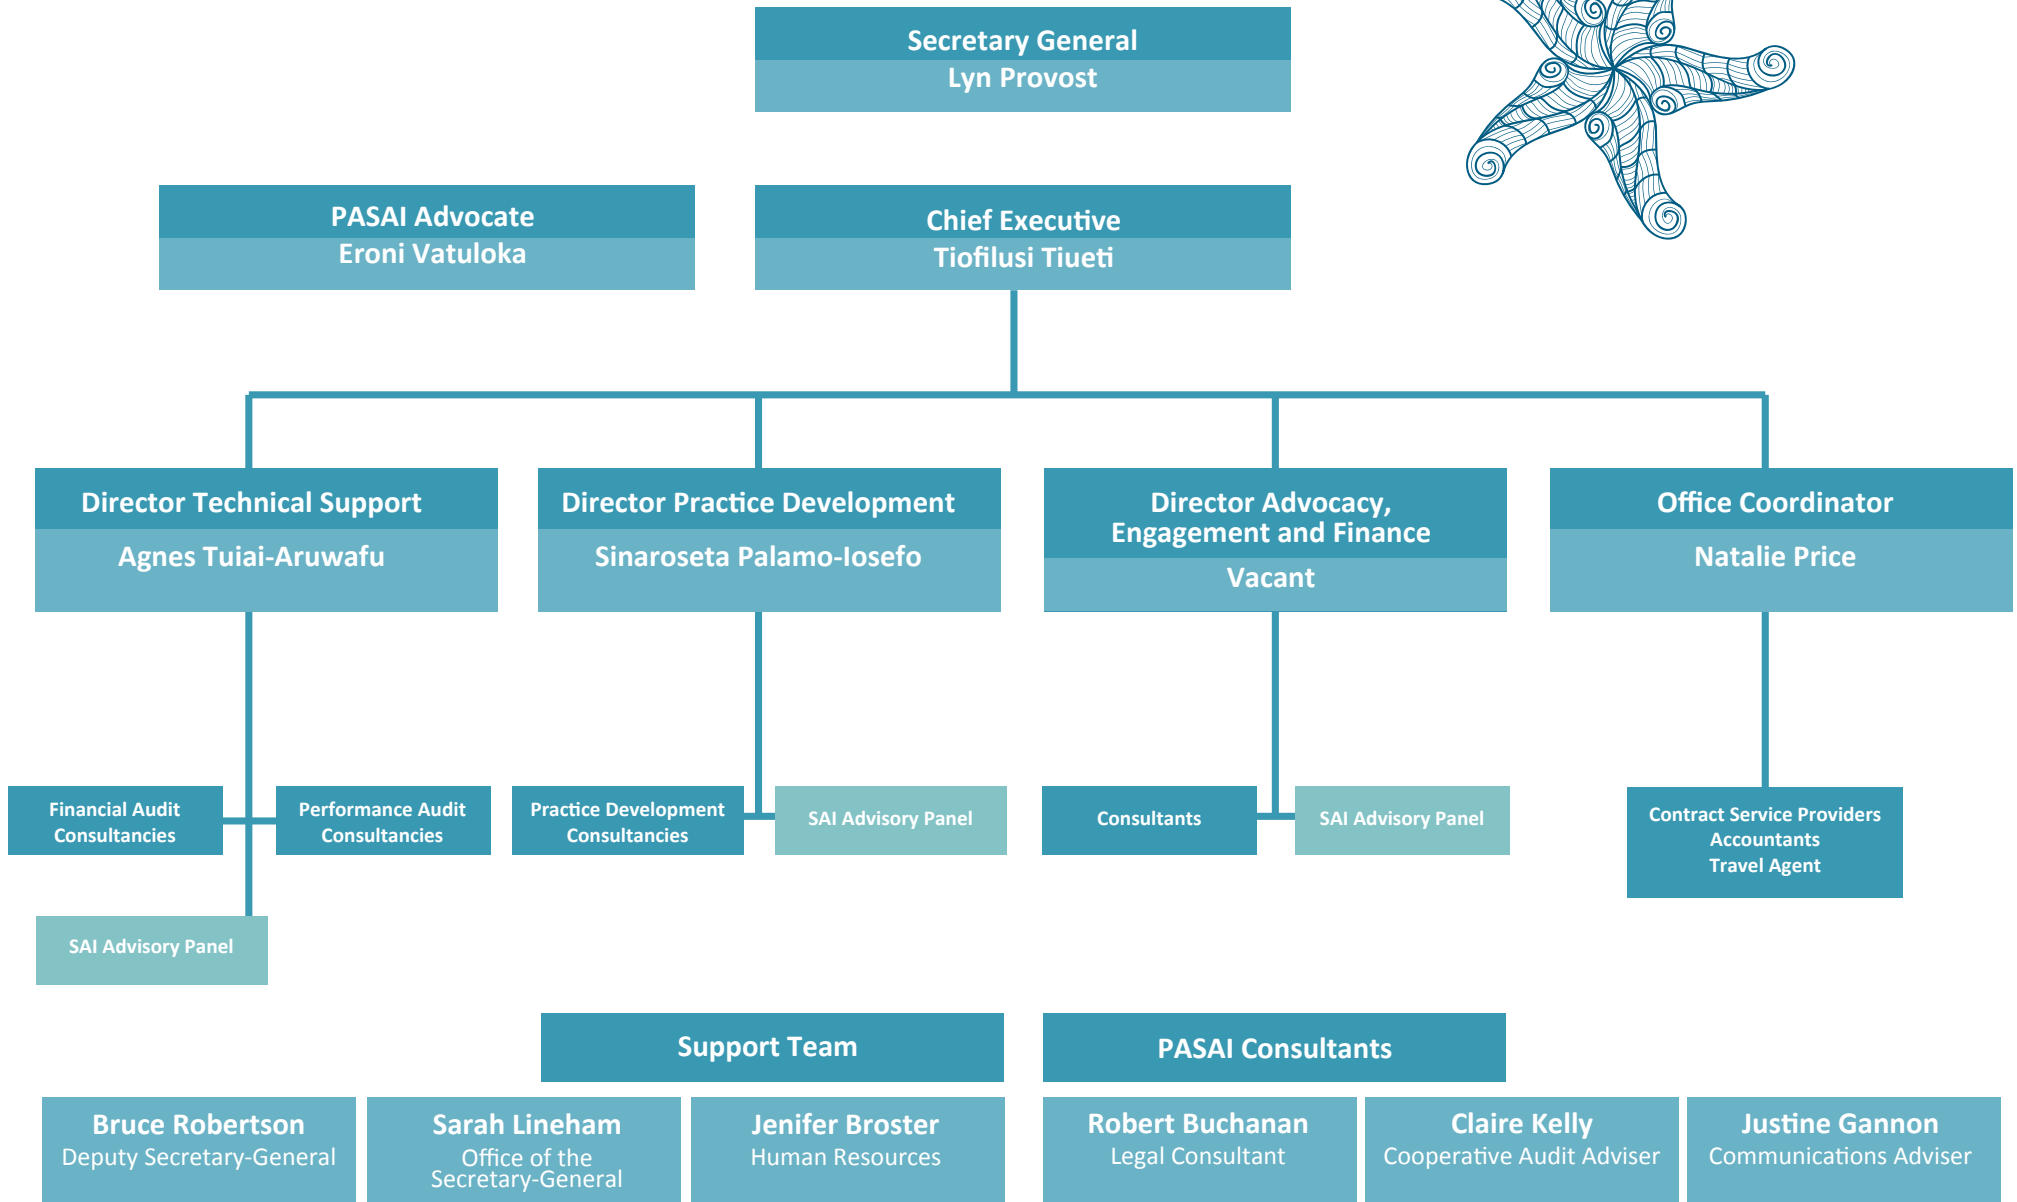 Secretary General
Lyn Provost
PASAI Advocate
Eroni Vatuloka
Chief Executive
Tiofilusi Tiueti
Director Technical Support
Agnes Tuiai-Aruwafu
Director Practice Development
Sinaroseta Palamo-Iosefo
Director Advocacy,
Engagement and Finance
Vacant
Office Coordinator
Natalie Price
Financial Audit
Consultancies
Performance Audit
Consultancies
SAI Advisory Panel
Practice Development
Consultancies
SAI Advisory Panel
Consultants
SAI Advisory Panel
Contract Service Providers
Accountants
Travel Agent
Support Team
Bruce Robertson
Deputy Secretary-General
Sarah Lineham
Office of the
Secretary-General
Jenifer Broster
Human Resources
PASAI Consultants
Robert Buchanan
Legal Consultant
Claire Kelly
Cooperative Audit Adviser
Justine Gannon
Communications Adviser